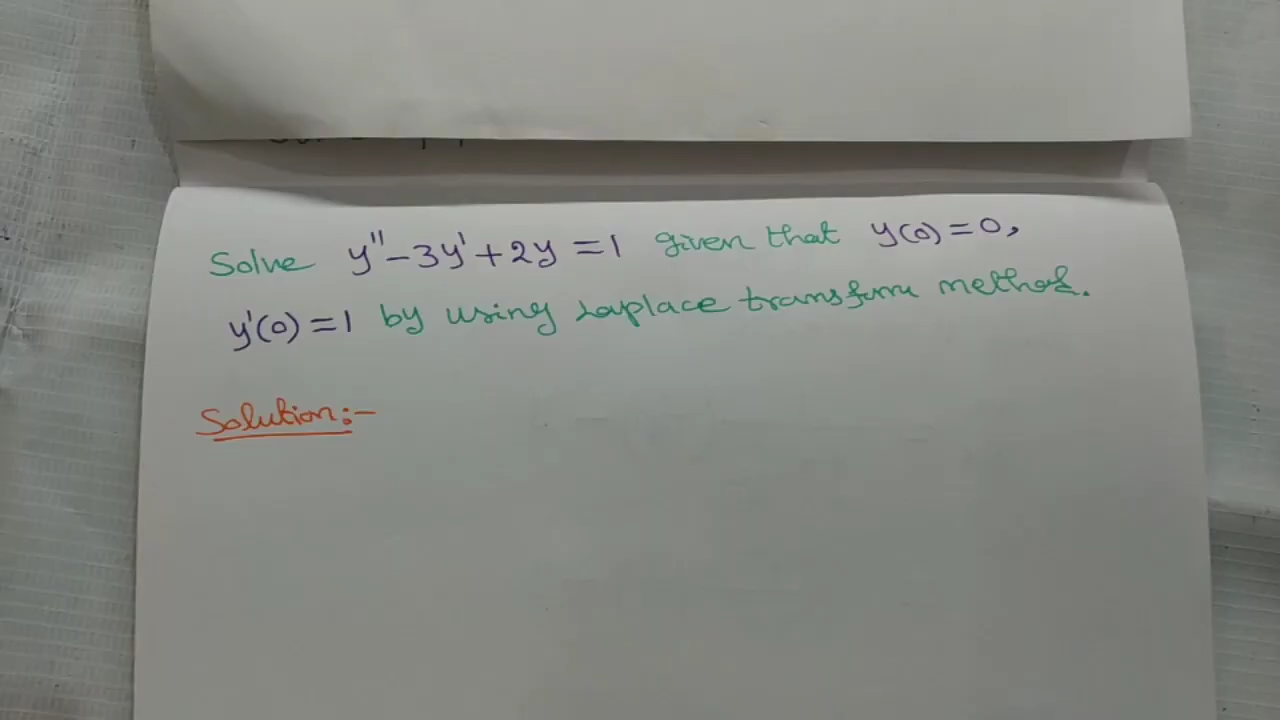 Solve y'' - 3y' + 2y = 1 given that y(0) = 0,
y'(0) = 1 by using Laplace transform method.
Solution:-